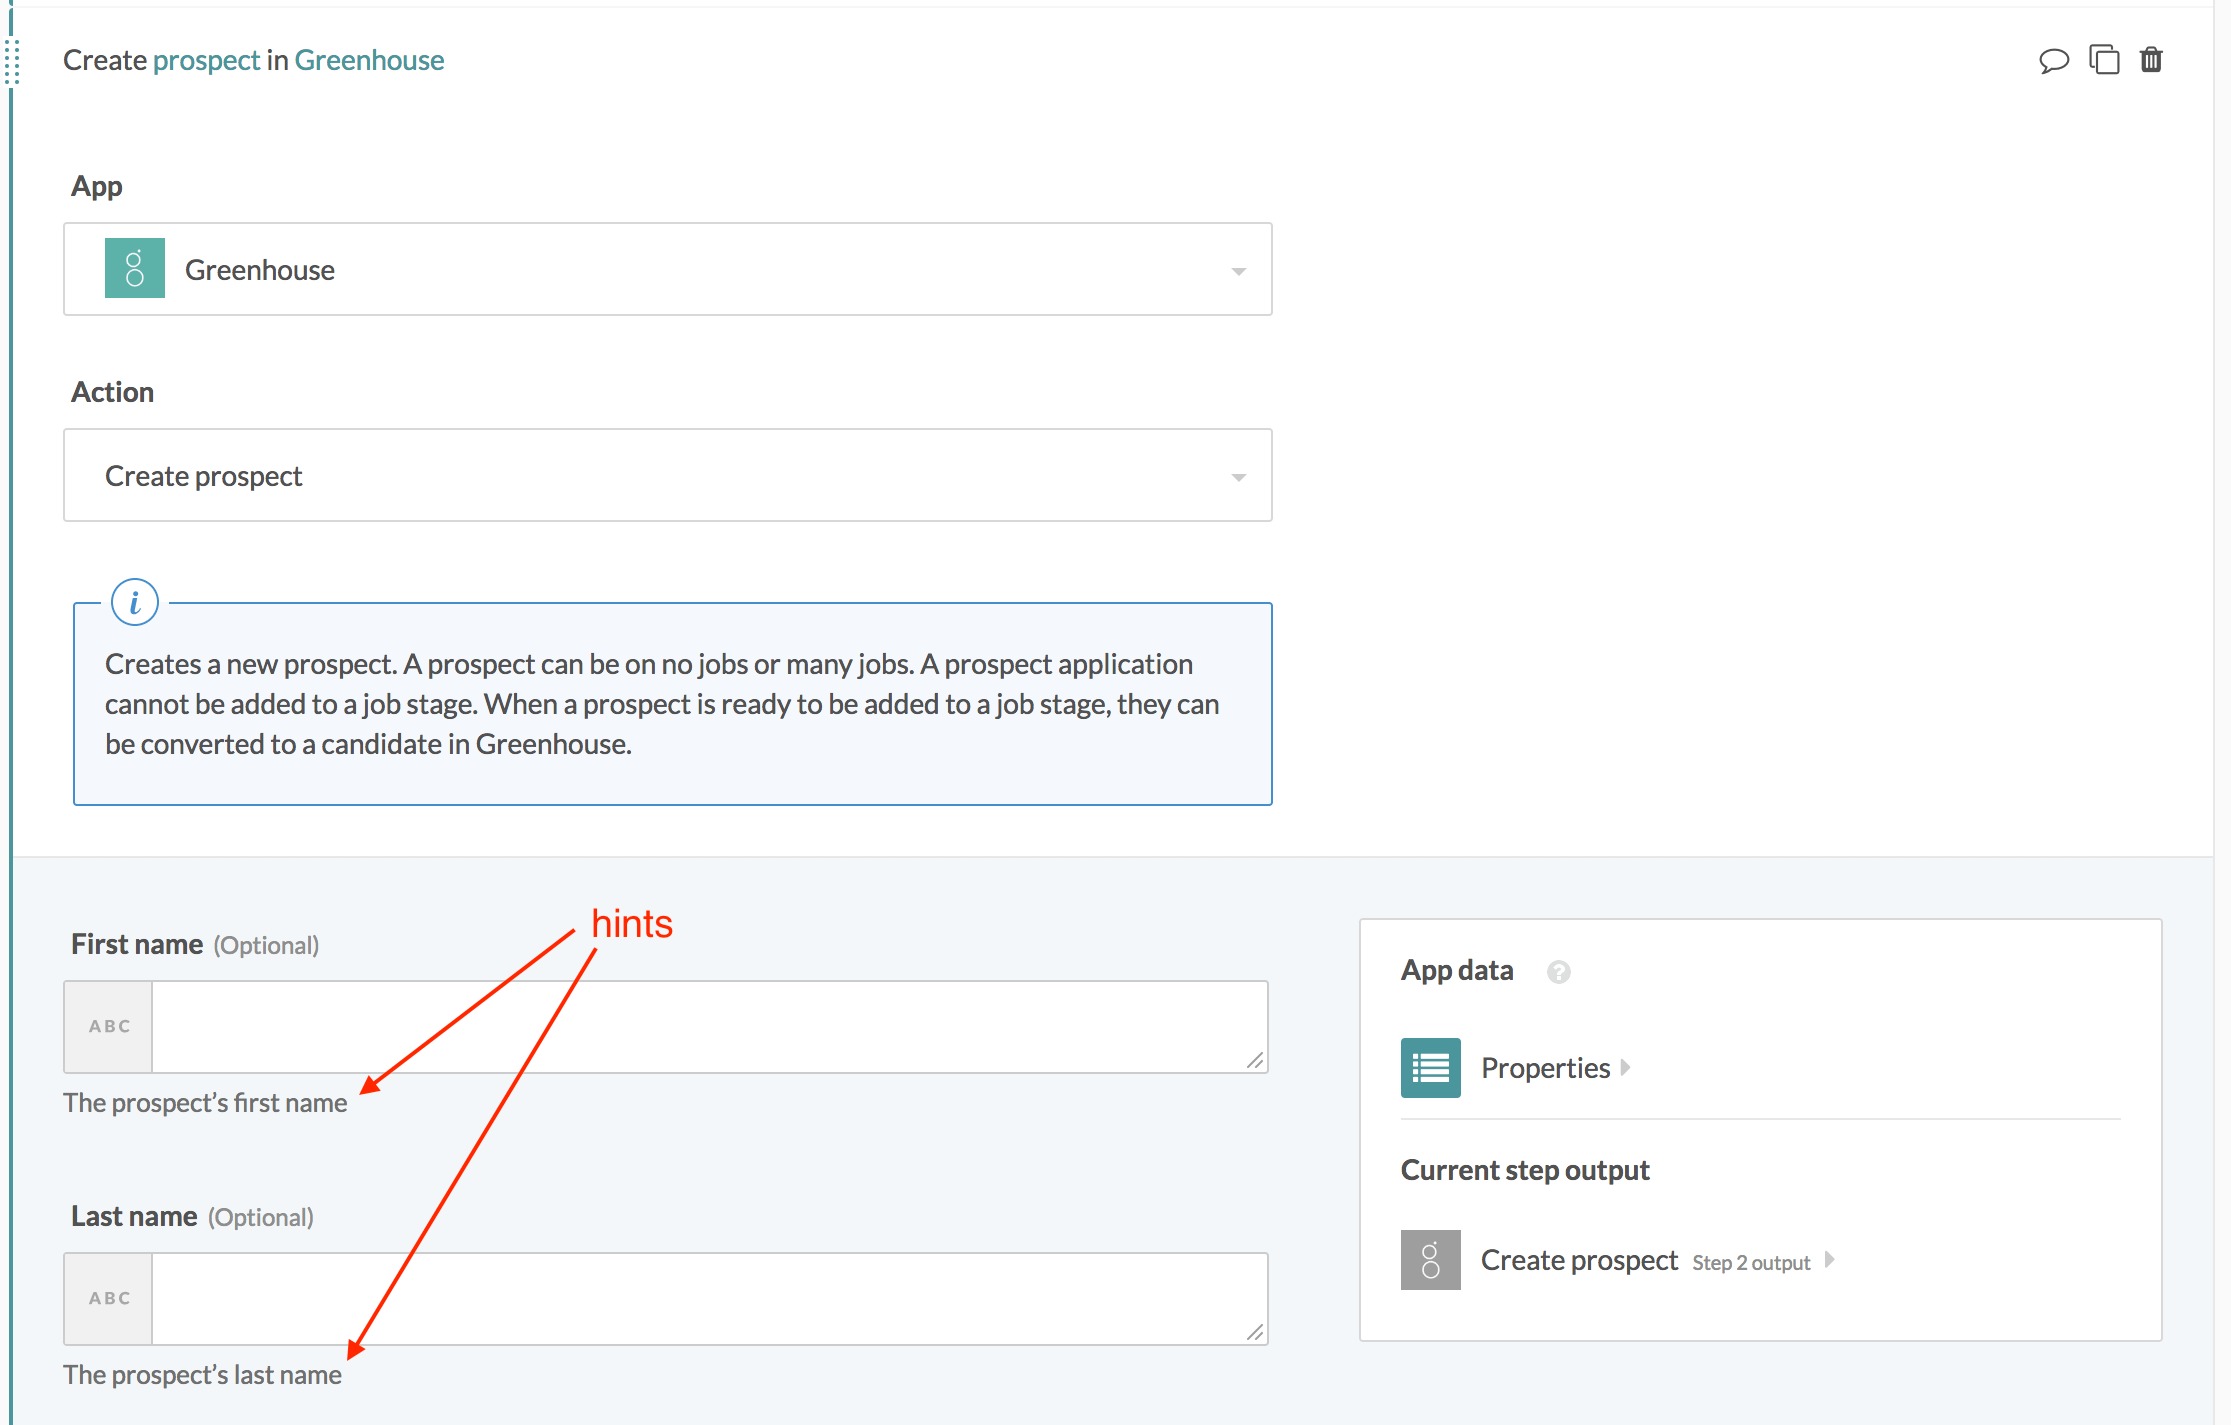 Create prospect in Greenhouse
App
Greenhouse
Action
Create prospect
i
Creates a new prospect. A prospect can be on no jobs or many jobs. A prospect application
cannot be added to a job stage. When a prospect is ready to be added to a job stage, they can
be converted to a candidate in Greenhouse.
hints
First name (Optional)
ABC
The prospect’s first name
Last name (Optional)
ABC
The prospect’s last name
App data ?
Properties
Current step output
Create prospect Step 2 output